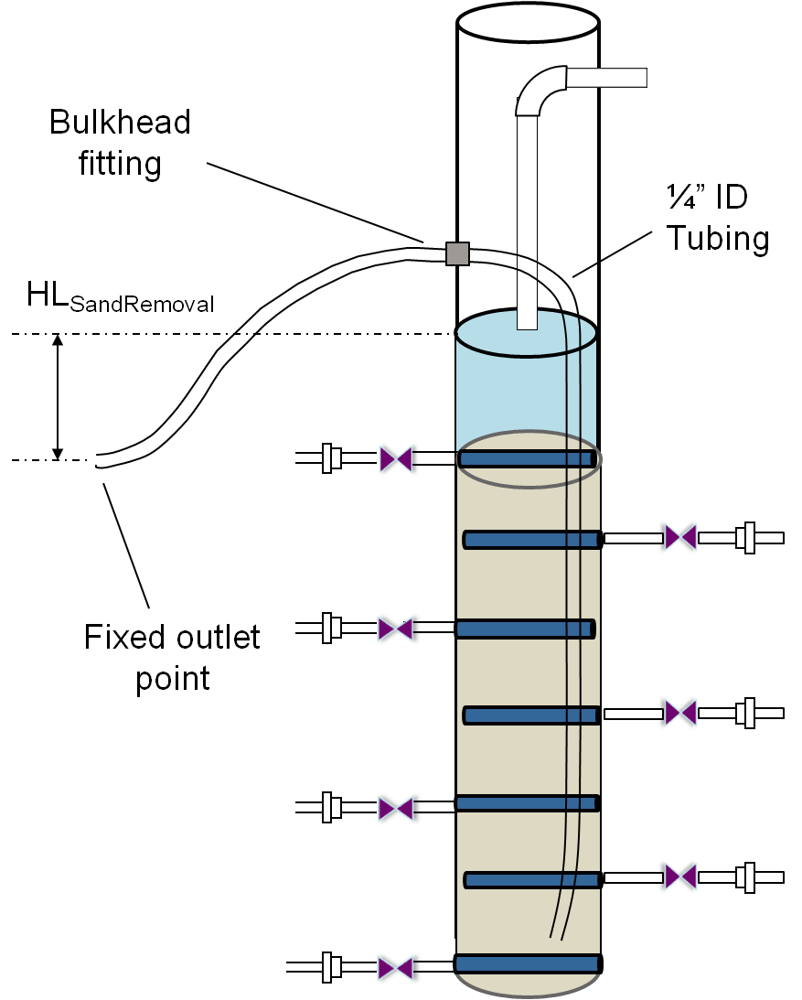 Bulkhead
fitting
¼” ID
Tubing
HLSandRemoval
Fixed outlet
point